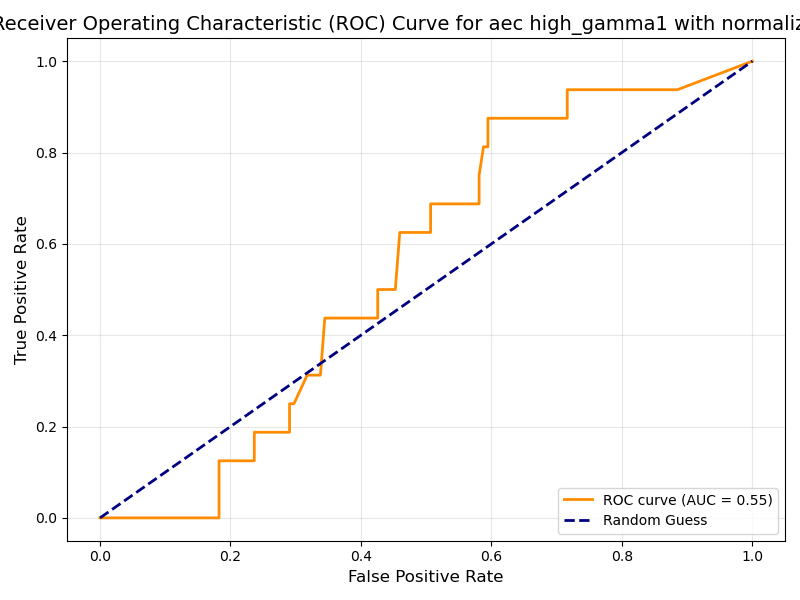 Receiver Operating Characteristic (ROC) Curve for aec high_gamma1 with
True Positive Rate
1.0
0.8
0.6
0.4
0.2
0.0
0.0 0.2 0.4 0.6 0.8 1.0
False Positive Rate
ROC curve (AUC = 0.55)
Random Guess